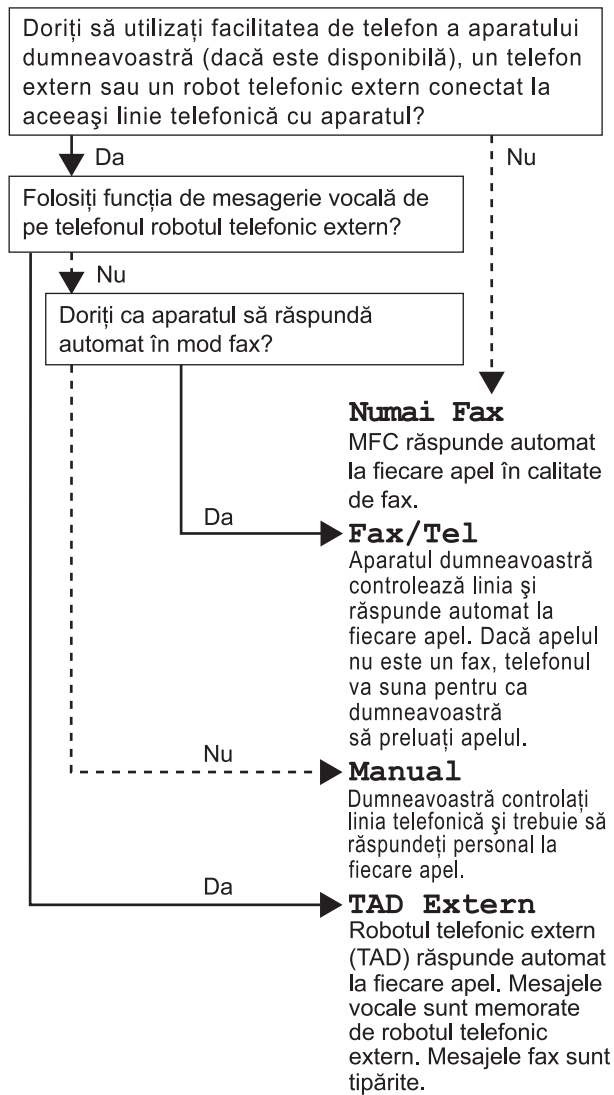 Doriți să utilizați facilitatea de telefon a aparatului
dumneavoastră (dacă este disponibilă), un telefon
extern sau un robot telefonic extern conectat la
aceeaşi linie telefonică cu aparatul?
Da
Nu
Folosiți funcția de mesagerie vocală de
pe telefonul robotul telefonic extern?
Nu
Doriți ca aparatul să răspundă
automat în mod fax?
Numai Fax
MFC răspunde automat
la fiecare apel în calitate
de fax.
Da
Fax/Tel
Aparatul dumneavoastră
controlează linia şi
răspunde automat la
fiecare apel. Dacă apelul
nu este un fax, telefonul
va suna pentru ca
dumneavoastră
să preluați apelul.
Nu
Manual
Dumneavoastră controlați
linia telefonică şi trebuie să
răspundeți personal la
fiecare apel.
Da
TAD Extern
Robotul telefonic extern
(TAD) răspunde automat
la fiecare apel. Mesajele
vocale sunt memorate
de robotul telefonic
extern. Mesajele fax sunt
tipărite.